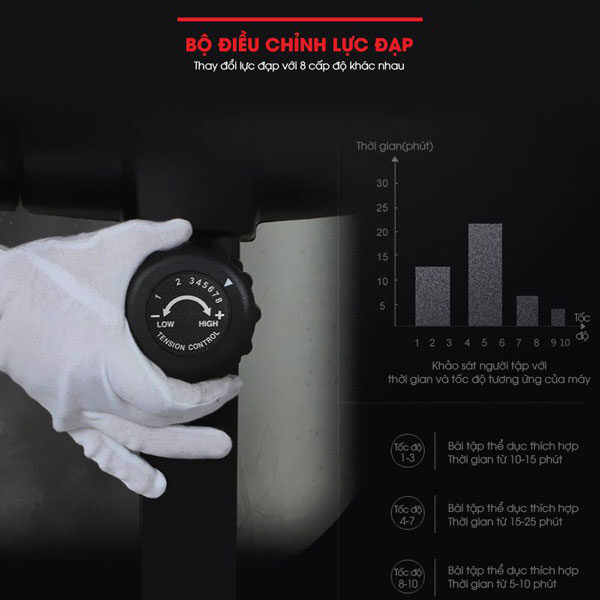 BỘ ĐIỀU CHỈNH LỰC ĐẠP
Thay đổi lực đạp với 8 cấp độ khác nhau
Thời gian(phút)
30
25
20
15
10
5
1 2 3 4 5 6 7 8 9 10
Tốc độ
Khảo sát người tập với
thời gian và tốc độ tương ứng của máy
1 2 3 4 5 6 7 8
- +
LOW HIGH
TENSION CONTROL
Tốc độ
1-3
Bài tập thể dục thích hợp
Thời gian từ 10-15 phút
Tốc độ
4-7
Bài tập thể dục thích hợp
Thời gian từ 15-25 phút
Tốc độ
8-10
Bài tập thể dục thích hợp
Thời gian từ 5-10 phút